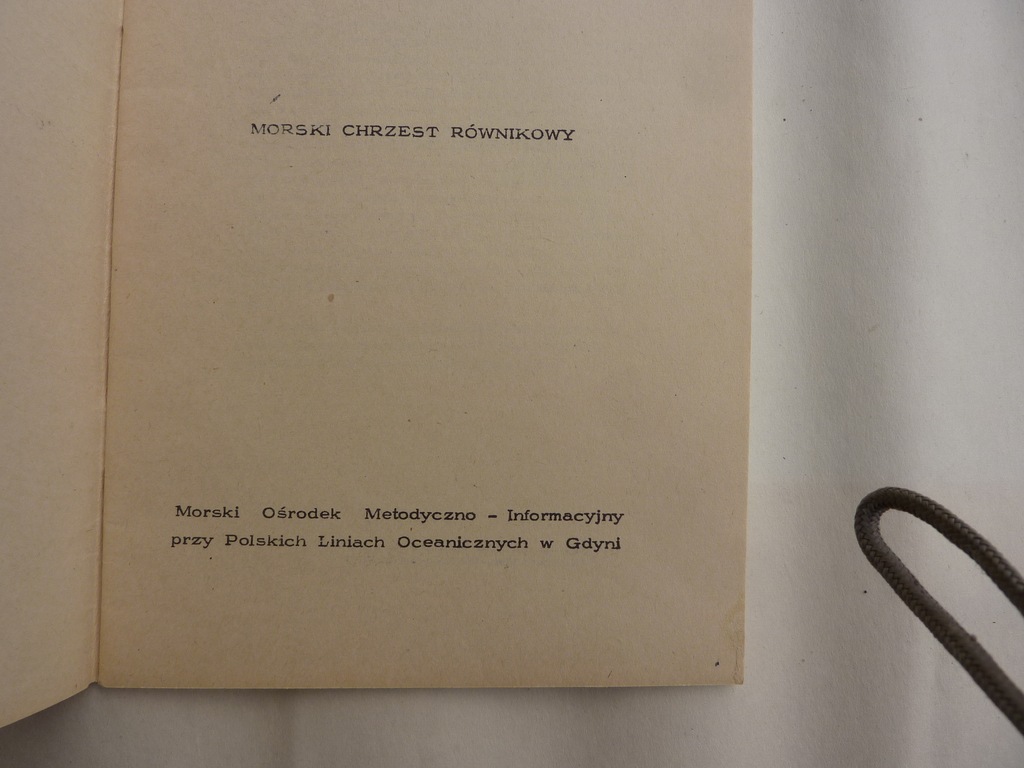 MORSKI CHRZEST RÓWNIKOWY
Morski Ośrodek Metodyczno - Informacyjny
przy Polskich Liniach Oceanicznych w Gdyni